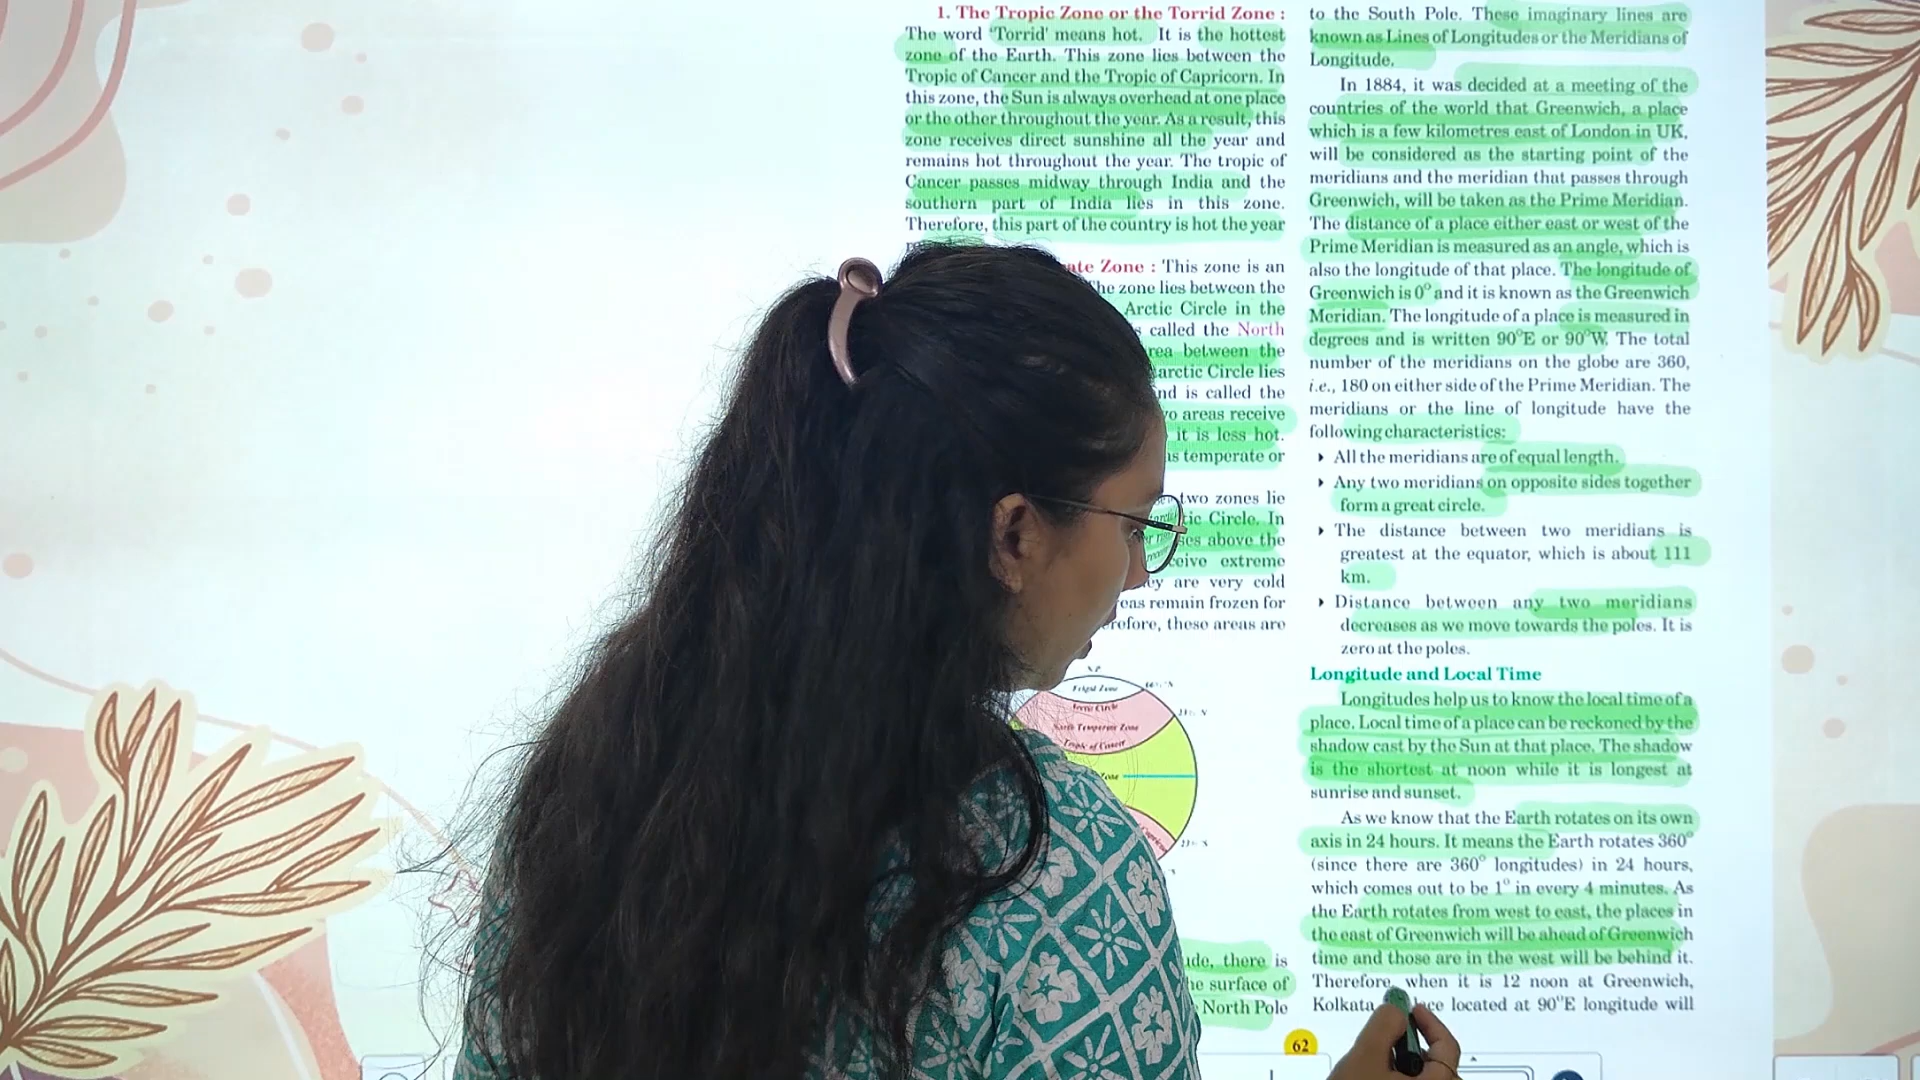 1. The Tropic Zone or the Torrid Zone :
The word 'Torrid' means hot. It is the hottest
zone of the Earth. This zone lies between the
Tropic of Cancer and the Tropic of Capricorn. In
this zone, the Sun is always overhead at one place
or the other throughout the year. As a result, this
zone receives direct sunshine all the year and
remains hot throughout the year. The tropic of
Cancer passes midway through India and the
southern part of India lies in this zone.
Therefore, this part of the country is hot the year
ate Zone : This zone is an
he zone lies between the
Arctic Circle in the
s called the North
rea between the
arctic Circle lies
nd is called the
o areas receive
it is less hot.
as temperate or
two zones lie
tic Circle. In
ses above the
ceive extreme
ey are very cold
eas remain frozen for
refore, these areas are
N.P
Frigid Zone
Arctic Circle
North Temperate Zone
Tropic of Cancer
Zone
ude, there is
he surface of
North Pole
to the South Pole. These imaginary lines are
known as Lines of Longitudes or the Meridians of
Longitude.
In 1884, it was decided at a meeting of the
countries of the world that Greenwich, a place
which is a few kilometres east of London in UK,
will be considered as the starting point of the
meridians and the meridian that passes through
Greenwich, will be taken as the Prime Meridian.
The distance of a place either east or west of the
Prime Meridian is measured as an angle, which is
also the longitude of that place. The longitude of
Greenwich is 0° and it is known as the Greenwich
Meridian. The longitude of a place is measured in
degrees and is written 90°E or 90°W. The total
number of the meridians on the globe are 360,
i.e., 180 on either side of the Prime Meridian. The
meridians or the line of longitude have the
following characteristics:
All the meridians are of equal length.
Any two meridians on opposite sides together
form a great circle.
The distance between two meridians is
greatest at the equator, which is about 111
km.
Distance between any two meridians
decreases as we move towards the poles. It is
zero at the poles.
Longitude and Local Time
Longitudes help us to know the local time of a
place. Local time of a place can be reckoned by the
shadow cast by the Sun at that place. The shadow
is the shortest at noon while it is longest at
sunrise and sunset.
As we know that the Earth rotates on its own
axis in 24 hours. It means the Earth rotates 360°
(since there are 360° longitudes) in 24 hours,
which comes out to be 1° in every 4 minutes. As
the Earth rotates from west to east, the places in
the east of Greenwich will be ahead of Greenwich
time and those are in the west will be behind it.
Therefore, when it is 12 noon at Greenwich,
Kolkata ce located at 90°E longitude will
62